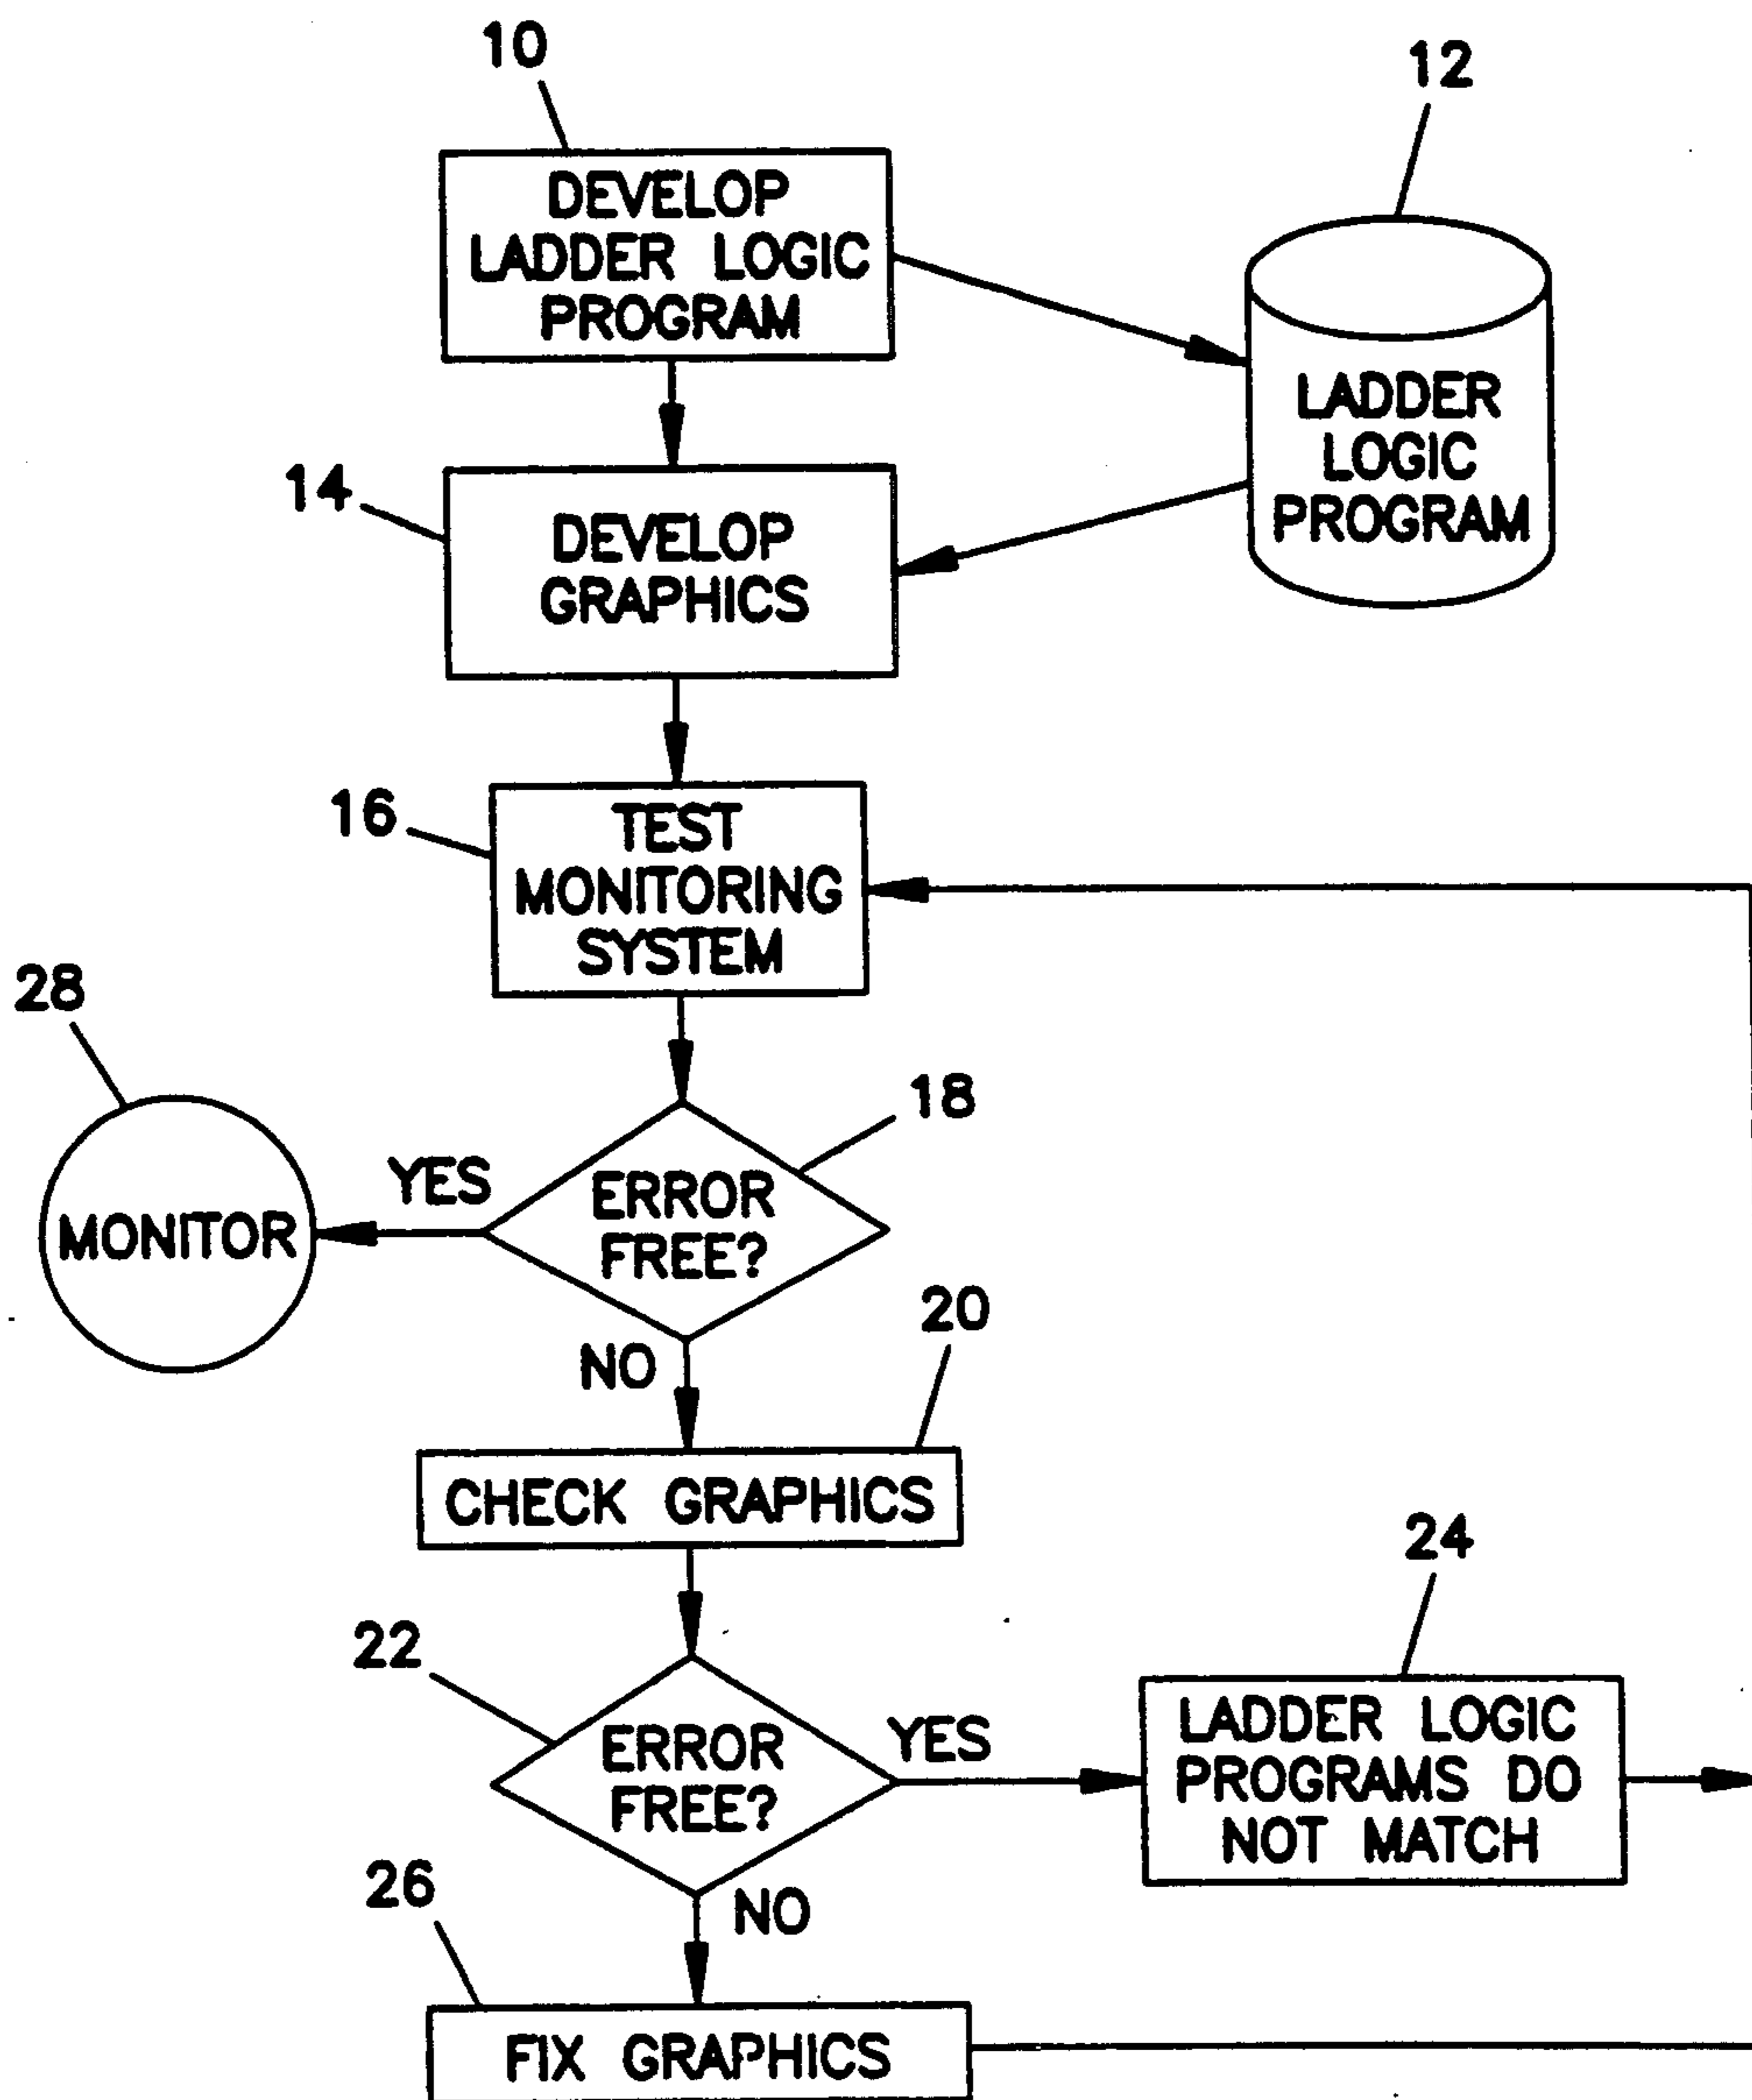 10
12
DEVELOP
LADDER LOGIC
PROGRAM
LADDER
LOGIC
PROGRAM
14
DEVELOP
GRAPHICS
16
TEST
MONITORING
SYSTEM
28
18
YES
ERROR
FREE?
MONITOR
20
NO
CHECK GRAPHICS
24
22
ERROR
FREE?
YES
LADDER LOGIC
PROGRAMS DO
NOT MATCH
26
NO
FIX GRAPHICS